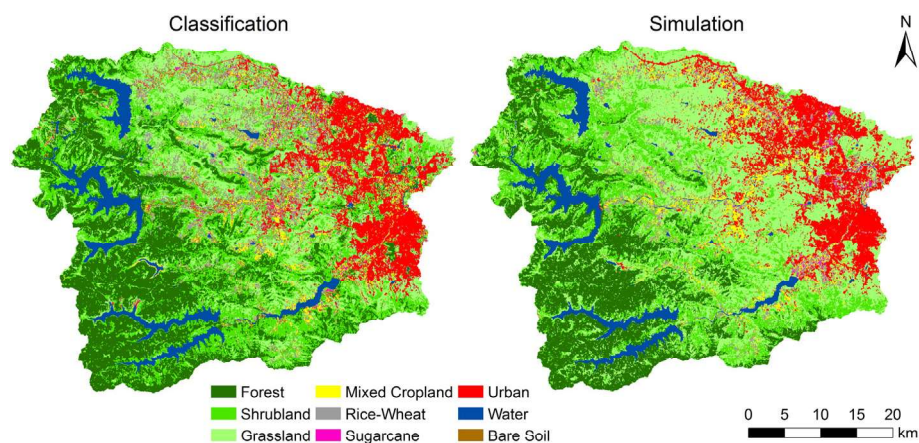 Classification Simulation N
Forest Mixed Cropland Urban
Shrubland Rice-Wheat Water
Grassland Sugarcane Bare Soil
0 5 10 15 20
KM